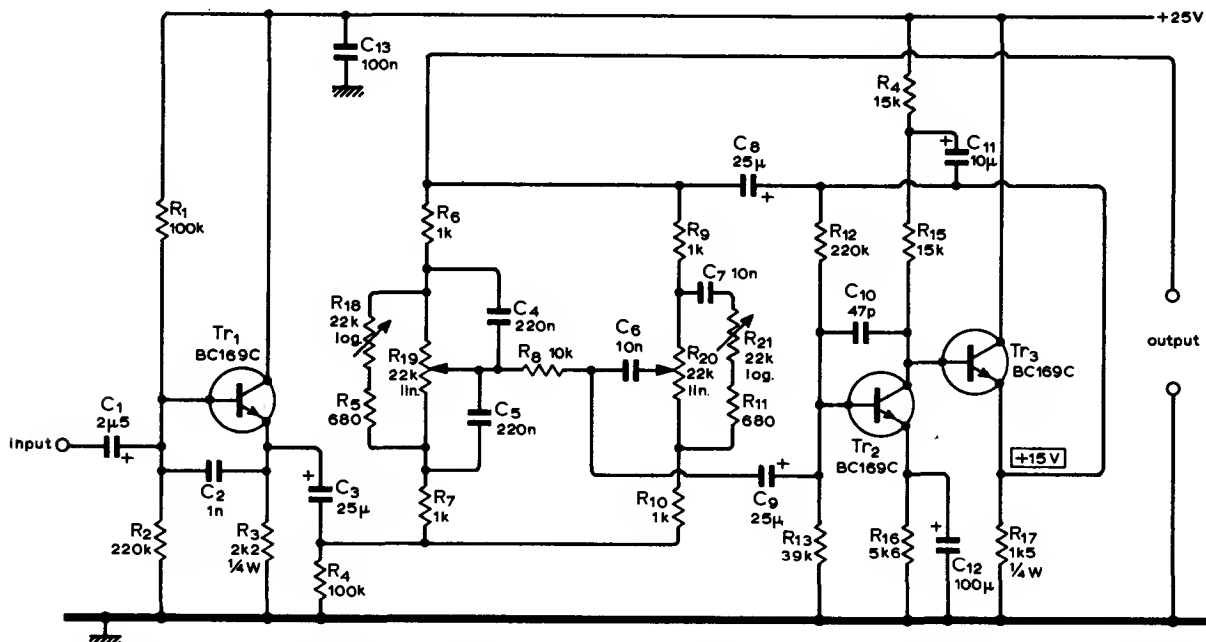 +25V
C13
100n
R4
15k
C8
25μ
+
+
C11
10μ
R1
100k
R6
1k
R9
1k
R12
220k
R15
15k
C7 10n
R18
22k
log.
C4
220n
C6
10n
R21
22k
log.
C10
47p
Tr1
BC169C
R19
22k
lin.
R8 10k
R20
22k
lin.
Tr3
BC169C
output
R5
680
C5
220n
R11
680
C1
2μ5
+
input
Tr2
BC169C
+15V
C2
1n
+
C3
25μ
R7
1k
R10
1k
C9
25μ
+
R2
220k
R3
2k2
1/4W
R4
100k
R13
39k
R16
5k6
+
C12
100μ
R17
1k5
1/4W